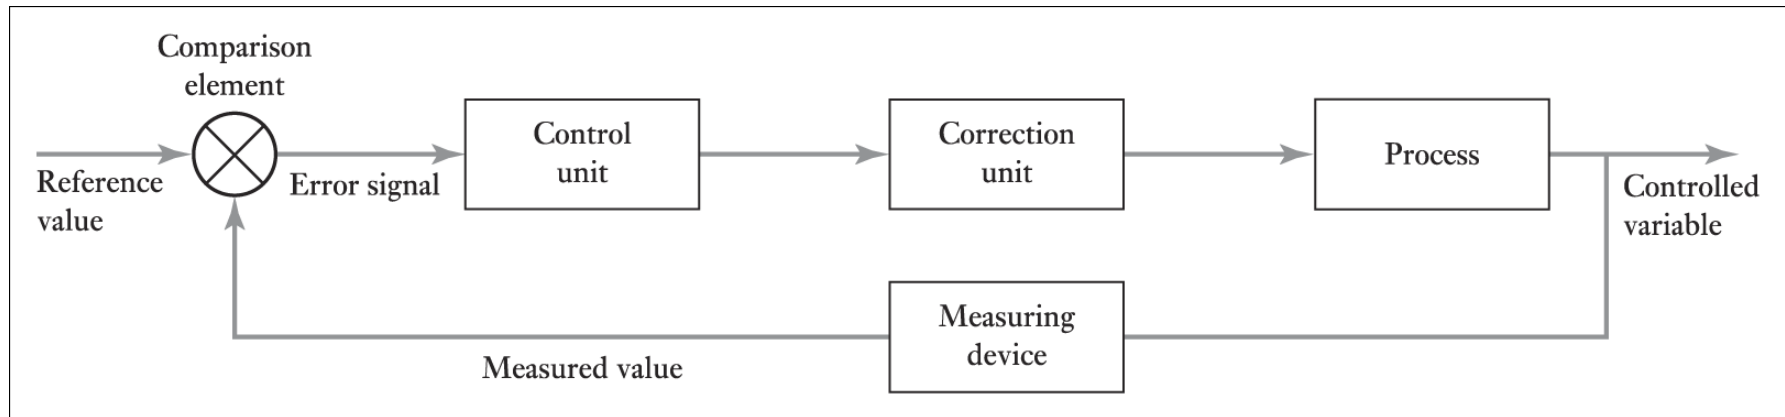 Comparison
element
Control
unit
Correction
unit
Process
Reference
value
Error signal
Controlled
variable
Measuring
device
Measured value